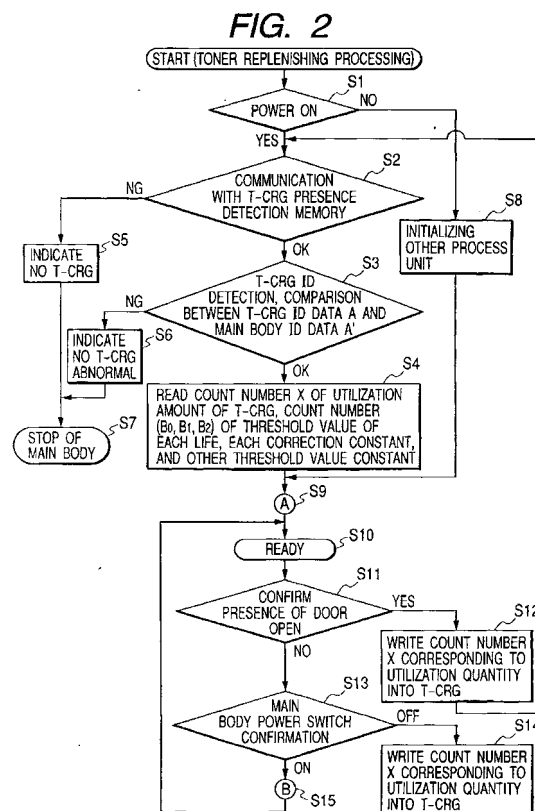 FIG. 2
START (TONER REPLENISHING PROCESSING)
S1
POWER ON
NO
YES
S2
COMMUNICATION
WITH T-CRG PRESENCE
DETECTION MEMORY
NG
OK
S8
INITIALIZING
OTHER PROCESS
UNIT
S5
INDICATE
NO T-CRG
S3
T-CRG ID
DETECTION, COMPARISON
BETWEEN T-CRG ID DATA A AND
MAIN BODY ID DATA A'
NG
OK
S6
INDICATE
NO T-CRG
ABNORMAL
S4
READ COUNT NUMBER X OF UTILIZATION
AMOUNT OF T-CRG, COUNT NUMBER
(B0, B1, B2) OF THRESHOLD VALUE OF
EACH LIFE, EACH CORRECTION CONSTANT,
AND OTHER THRESHOLD VALUE CONSTANT
S7
STOP OF
MAIN BODY
A
S9
READY
S10
S11
CONFIRM
PRESENCE OF DOOR
OPEN
YES
NO
S12
WRITE COUNT NUMBER
X CORRESPONDING TO
UTILIZATION QUANTITY
INTO T-CRG
S13
MAIN
BODY POWER SWITCH
CONFIRMATION
OFF
ON
S14
WRITE COUNT NUMBER
X CORRESPONDING TO
UTILIZATION QUANTITY
INTO T-CRG
B
S15